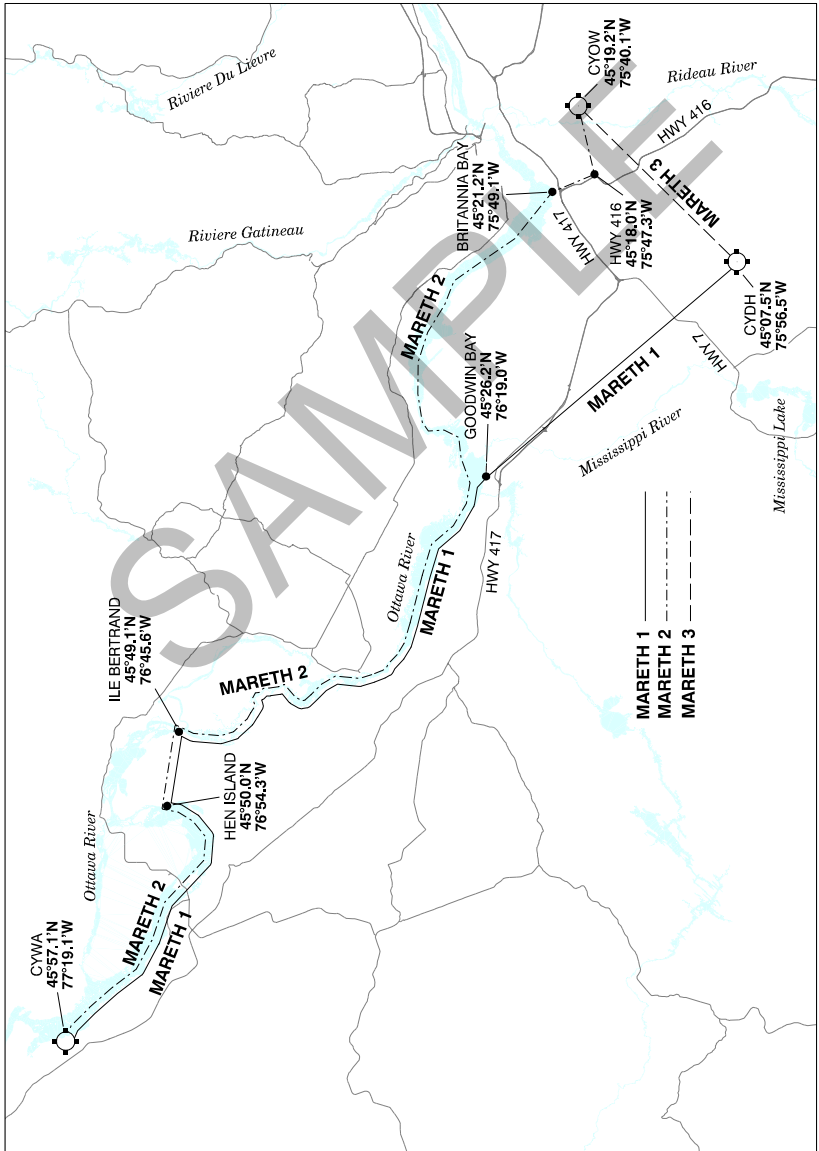 CYWA
45°57.1'N
77°19.1'W
Ottawa River
MARETH 2
MARETH 1
HEN ISLAND
45°50.0'N
76°54.3'W
ILE BERTRAND
45°49.1'N
76°45.6'W
MARETH 2
Ottawa River
MARETH 1
HWY 417
GOODWIN BAY
45°26.2'N
76°19.0'W
MARETH 2
Riviere Gatineau
Riviere Du Lievre
BRITANNIA BAY
45°21.2'N
75°49.1'W
HWY 417
HWY 416
45°18.0'N
75°47.3'W
CYOW
45°19.2'N
75°40.1'W
Rideau River
HWY 416
MARETH 3
CYDH
45°07.5'N
75°56.5'W
HWY 7
MARETH 1
Mississippi River
Mississippi Lake
MARETH 1
MARETH 2
MARETH 3
SAMPLE